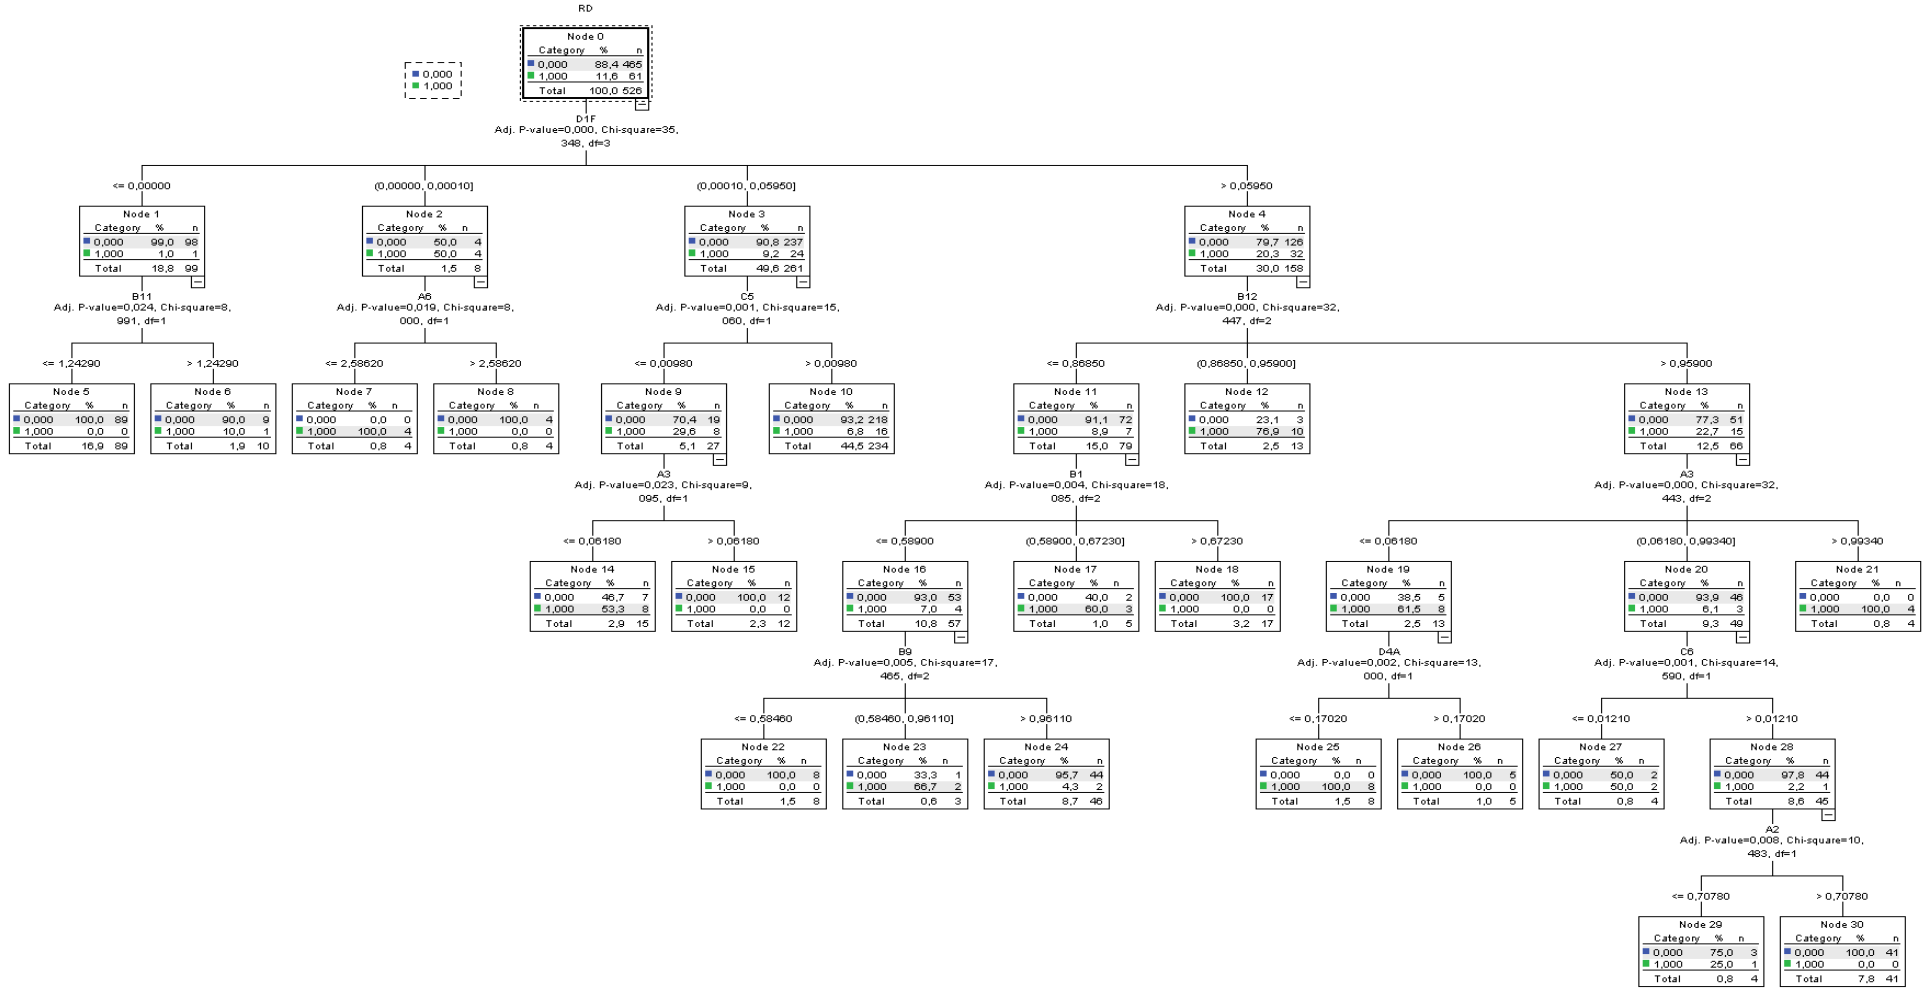 RD
Node 0
Category % n
0,000 88,4 465
1,000 11,6 61
Total 100,0 526
0,000
1,000
D1F
Adj. P-value=0,000, Chi-square=35,
348, df=3
<= 0,00000
(0,00000, 0,00010]
(0,00010, 0,05950]
> 0,05950
Node 1
Category % n
0,000 99,0 98
1,000 1,0 1
Total 18,8 99
Node 2
Category % n
0,000 50,0 4
1,000 50,0 4
Total 1,5 8
Node 3
Category % n
0,000 90,8 237
1,000 9,2 24
Total 49,6 261
Node 4
Category % n
0,000 79,7 126
1,000 20,3 32
Total 30,0 158
B11
Adj. P-value=0,024, Chi-square=8,
991, df=1
A6
Adj. P-value=0,019, Chi-square=8,
000, df=1
C5
Adj. P-value=0,001, Chi-square=15,
060, df=1
B12
Adj. P-value=0,000, Chi-square=32,
447, df=2
<= 1,24290
> 1,24290
<= 2,58620
> 2,58620
<= 0,00980
> 0,00980
<= 0,86850
(0,86850, 0,95900]
> 0,95900
Node 5
Category % n
0,000 100,0 89
1,000 0,0 0
Total 16,9 89
Node 6
Category % n
0,000 90,0 9
1,000 10,0 1
Total 1,9 10
Node 7
Category % n
0,000 0,0 0
1,000 100,0 4
Total 0,8 4
Node 8
Category % n
0,000 100,0 4
1,000 0,0 0
Total 0,8 4
Node 9
Category % n
0,000 70,4 19
1,000 29,6 8
Total 5,1 27
Node 10
Category % n
0,000 93,2 218
1,000 6,8 16
Total 44,5 234
Node 11
Category % n
0,000 91,1 72
1,000 8,9 7
Total 15,0 79
Node 12
Category % n
0,000 23,1 3
1,000 76,9 10
Total 2,5 13
Node 13
Category % n
0,000 77,3 51
1,000 22,7 15
Total 12,5 66
A3
Adj. P-value=0,023, Chi-square=9,
095, df=1
B1
Adj. P-value=0,004, Chi-square=18,
085, df=2
A3
Adj. P-value=0,000, Chi-square=32,
443, df=2
<= 0,06180
> 0,06180
<= 0,58900
(0,58900, 0,67230]
> 0,67230
<= 0,06180
(0,06180, 0,99340]
> 0,99340
Node 14
Category % n
0,000 46,7 7
1,000 53,3 8
Total 2,9 15
Node 15
Category % n
0,000 100,0 12
1,000 0,0 0
Total 2,3 12
Node 16
Category % n
0,000 93,0 53
1,000 7,0 4
Total 10,8 57
Node 17
Category % n
0,000 40,0 2
1,000 60,0 3
Total 1,0 5
Node 18
Category % n
0,000 100,0 17
1,000 0,0 0
Total 3,2 17
Node 19
Category % n
0,000 38,5 5
1,000 61,5 8
Total 2,5 13
Node 20
Category % n
0,000 93,9 46
1,000 6,1 3
Total 9,3 49
Node 21
Category % n
0,000 0,0 0
1,000 100,0 4
Total 0,8 4
B9
Adj. P-value=0,005, Chi-square=17,
465, df=2
D4A
Adj. P-value=0,002, Chi-square=13,
000, df=1
C6
Adj. P-value=0,001, Chi-square=14,
590, df=1
<= 0,58460
(0,58460, 0,96110]
> 0,96110
<= 0,17020
> 0,17020
<= 0,01210
> 0,01210
Node 22
Category % n
0,000 100,0 8
1,000 0,0 0
Total 1,5 8
Node 23
Category % n
0,000 33,3 1
1,000 66,7 2
Total 0,6 3
Node 24
Category % n
0,000 95,7 44
1,000 4,3 2
Total 8,7 46
Node 25
Category % n
0,000 0,0 0
1,000 100,0 8
Total 1,5 8
Node 26
Category % n
0,000 100,0 5
1,000 0,0 0
Total 1,0 5
Node 27
Category % n
0,000 50,0 2
1,000 50,0 2
Total 0,8 4
Node 28
Category % n
0,000 97,8 44
1,000 2,2 1
Total 8,6 45
A2
Adj. P-value=0,008, Chi-square=10,
483, df=1
<= 0,70780
> 0,70780
Node 29
Category % n
0,000 75,0 3
1,000 25,0 1
Total 0,8 4
Node 30
Category % n
0,000 100,0 41
1,000 0,0 0
Total 7,8 41